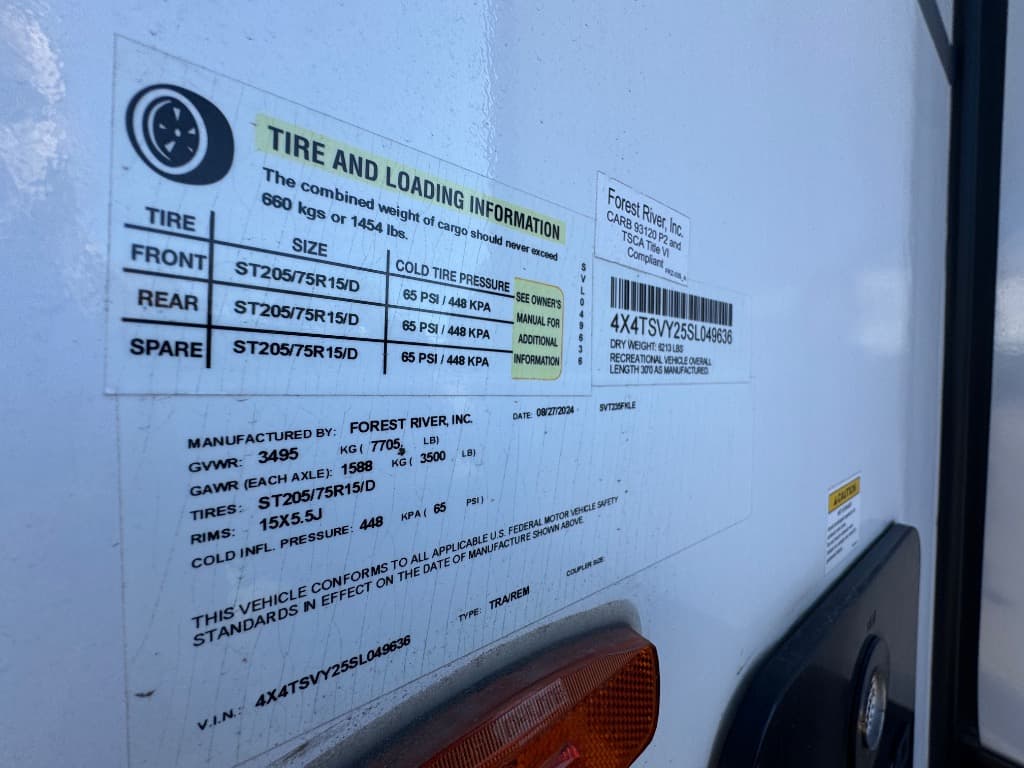 TIRE AND LOADING INFORMATION
The combined weight of cargo should never exceed
660 kgs or 1454 lbs.
TIRE SIZE COLD TIRE PRESSURE
FRONT ST205/75R15/D 65 PSI / 448 KPA
REAR ST205/75R15/D 65 PSI / 448 KPA
SPARE ST205/75R15/D 65 PSI / 448 KPA
SEE OWNER'S
MANUAL FOR
ADDITIONAL
INFORMATION
SVL049636
Forest River, Inc.
CARB 93120 P2 and
TSCA Title VI
Compliant
4X4TSVY25SL049636
DRY WEIGHT: 6213 LBS
RECREATIONAL VEHICLE OVERALL
LENGTH 30'0 AS MANUFACTURED.
MANUFACTURED BY: FOREST RIVER, INC. DATE: 08/27/2024 SVT235FKLE
GVWR: 3495 KG ( 7705 LB)
GAWR (EACH AXLE): 1588 KG ( 3500 LB)
TIRES: ST205/75R15/D
RIMS: 15X5.5J
COLD INFL. PRESSURE: 448 KPA ( 65 PSI )
THIS VEHICLE CONFORMS TO ALL APPLICABLE U.S. FEDERAL MOTOR VEHICLE SAFETY
STANDARDS IN EFFECT ON THE DATE OF MANUFACTURE SHOWN ABOVE.
V.I.N.: 4X4TSVY25SL049636 TYPE: TRA/REM COUPLER SIZE:
CAUTION